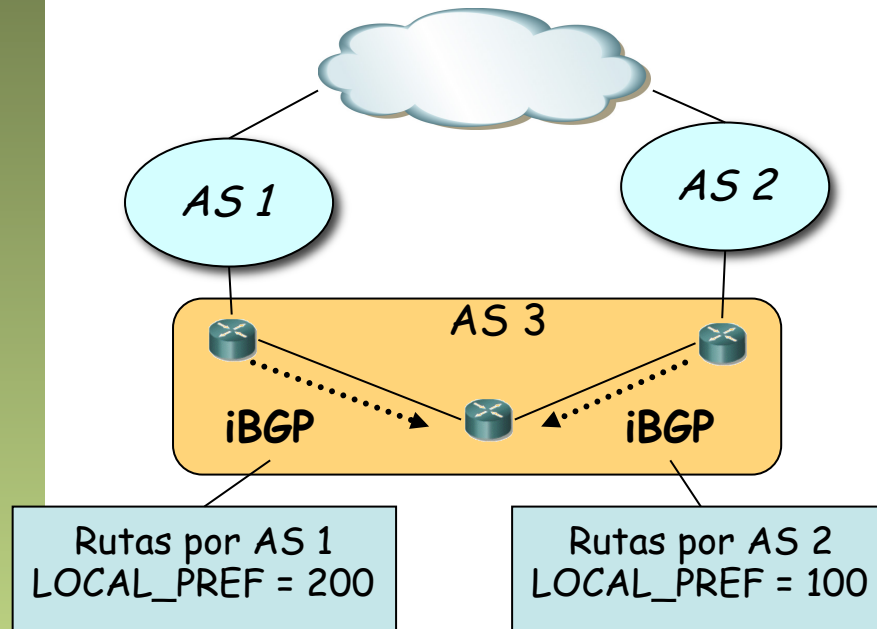 AS 1
AS 2
AS 3
iBGP
iBGP
Rutas por AS 1
LOCAL_PREF = 200
Rutas por AS 2
LOCAL_PREF = 100